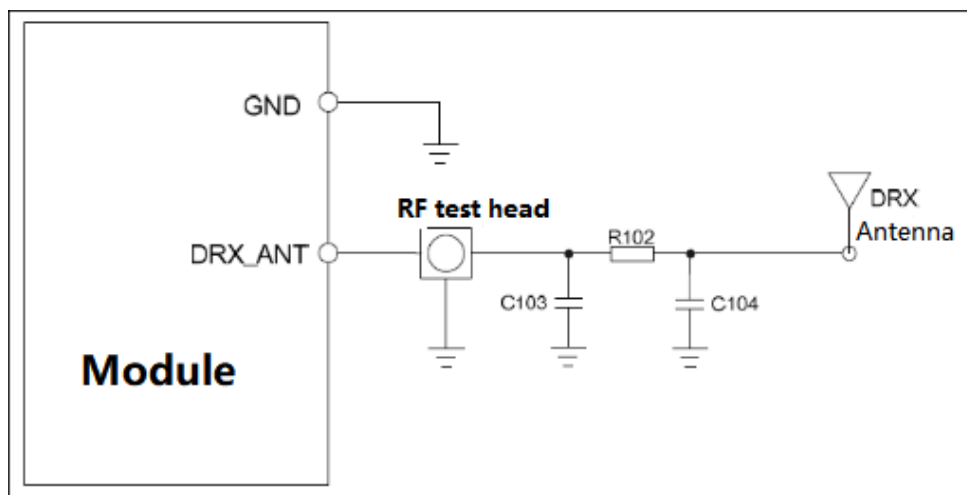 GND
RF test head
DRX
Antenna
R102
DRX_ANT
C103
C104
Module